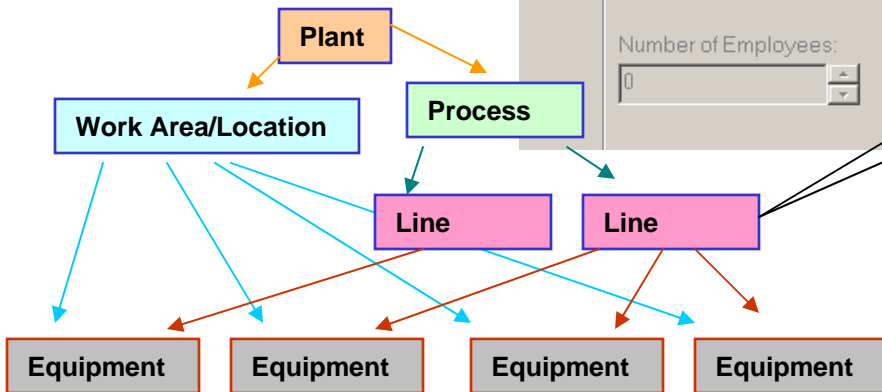 Plant
Number of Employees:
0
Work Area/Location
Process
Line
Line
Equipment
Equipment
Equipment
Equipment